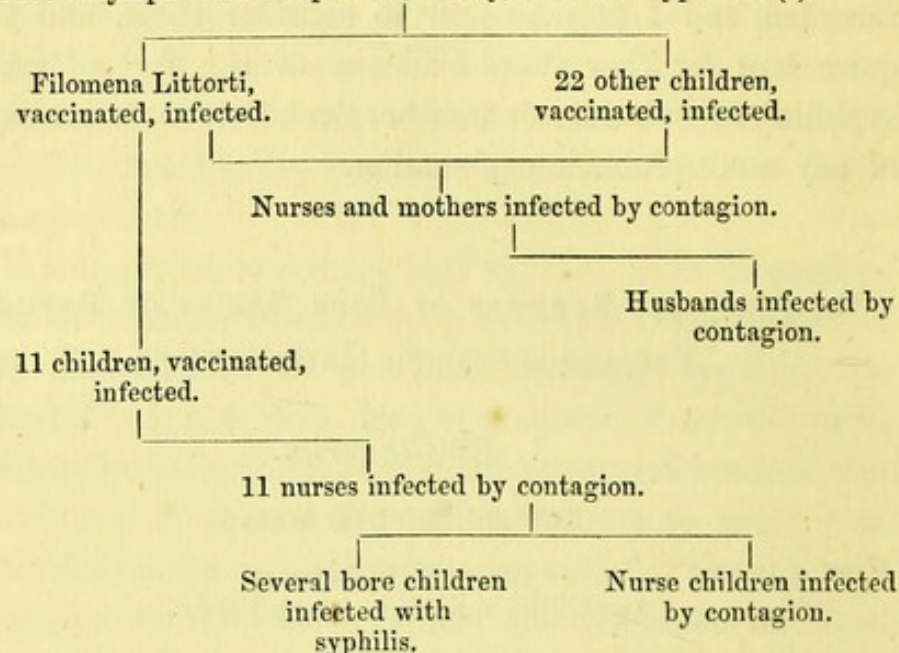 Filomena Littorti,
vaccinated, infected.
22 other children,
vaccinated, infected.
Nurses and mothers infected by contagion.
Husbands infected by
contagion.
11 children, vaccinated,
infected.
11 nurses infected by contagion.
Several bore children
infected with
syphilis.
Nurse children infected
by contagion.